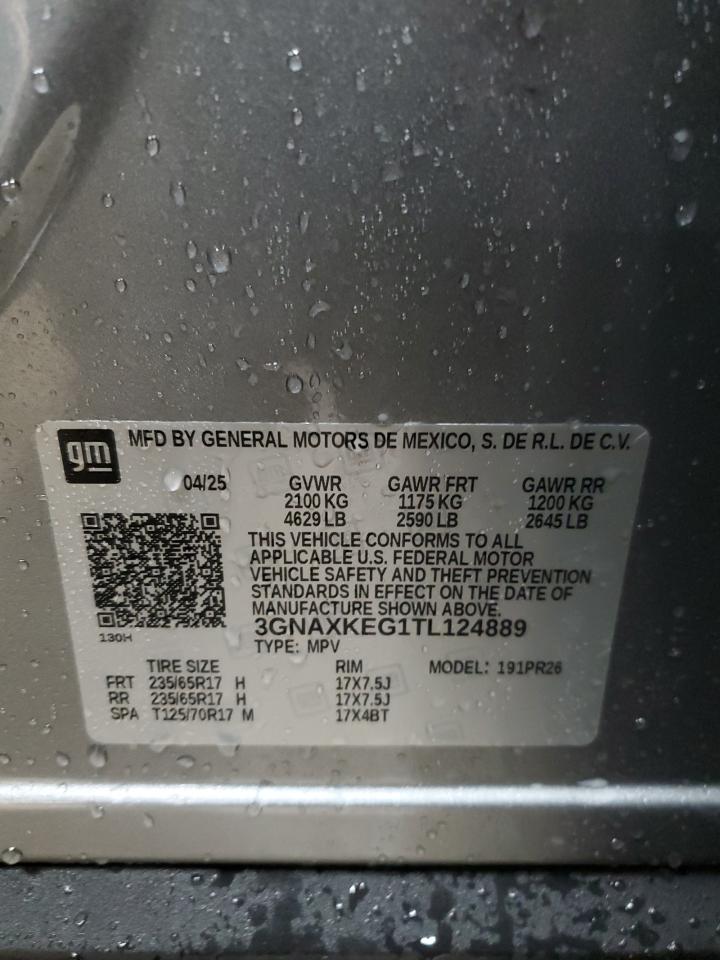 gm
MFD BY GENERAL MOTORS DE MEXICO, S. DE R.L. DE C.V.
04/25 GVWR GAWR FRT GAWR RR
2100 KG 1175 KG 1200 KG
4629 LB 2590 LB 2645 LB
THIS VEHICLE CONFORMS TO ALL
APPLICABLE U.S. FEDERAL MOTOR
VEHICLE SAFETY AND THEFT PREVENTION
STANDARDS IN EFFECT ON THE DATE OF
MANUFACTURE SHOWN ABOVE.
3GNAXKEG1TL124889
130H
TYPE: MPV
TIRE SIZE RIM MODEL: 191PR26
FRT 235/65R17 H 17X7.5J
RR 235/65R17 H 17X7.5J
SPA T125/70R17 M 17X4BT